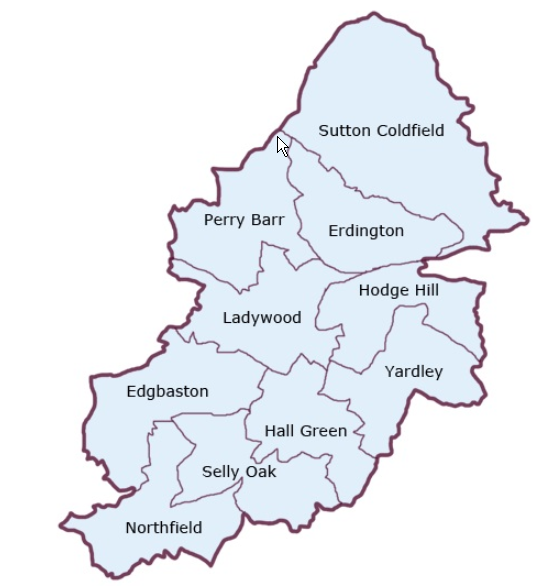 Sutton Coldfield
Perry Barr
Erdington
Hodge Hill
Ladywood
Yardley
Edgbaston
Hall Green
Selly Oak
Northfield